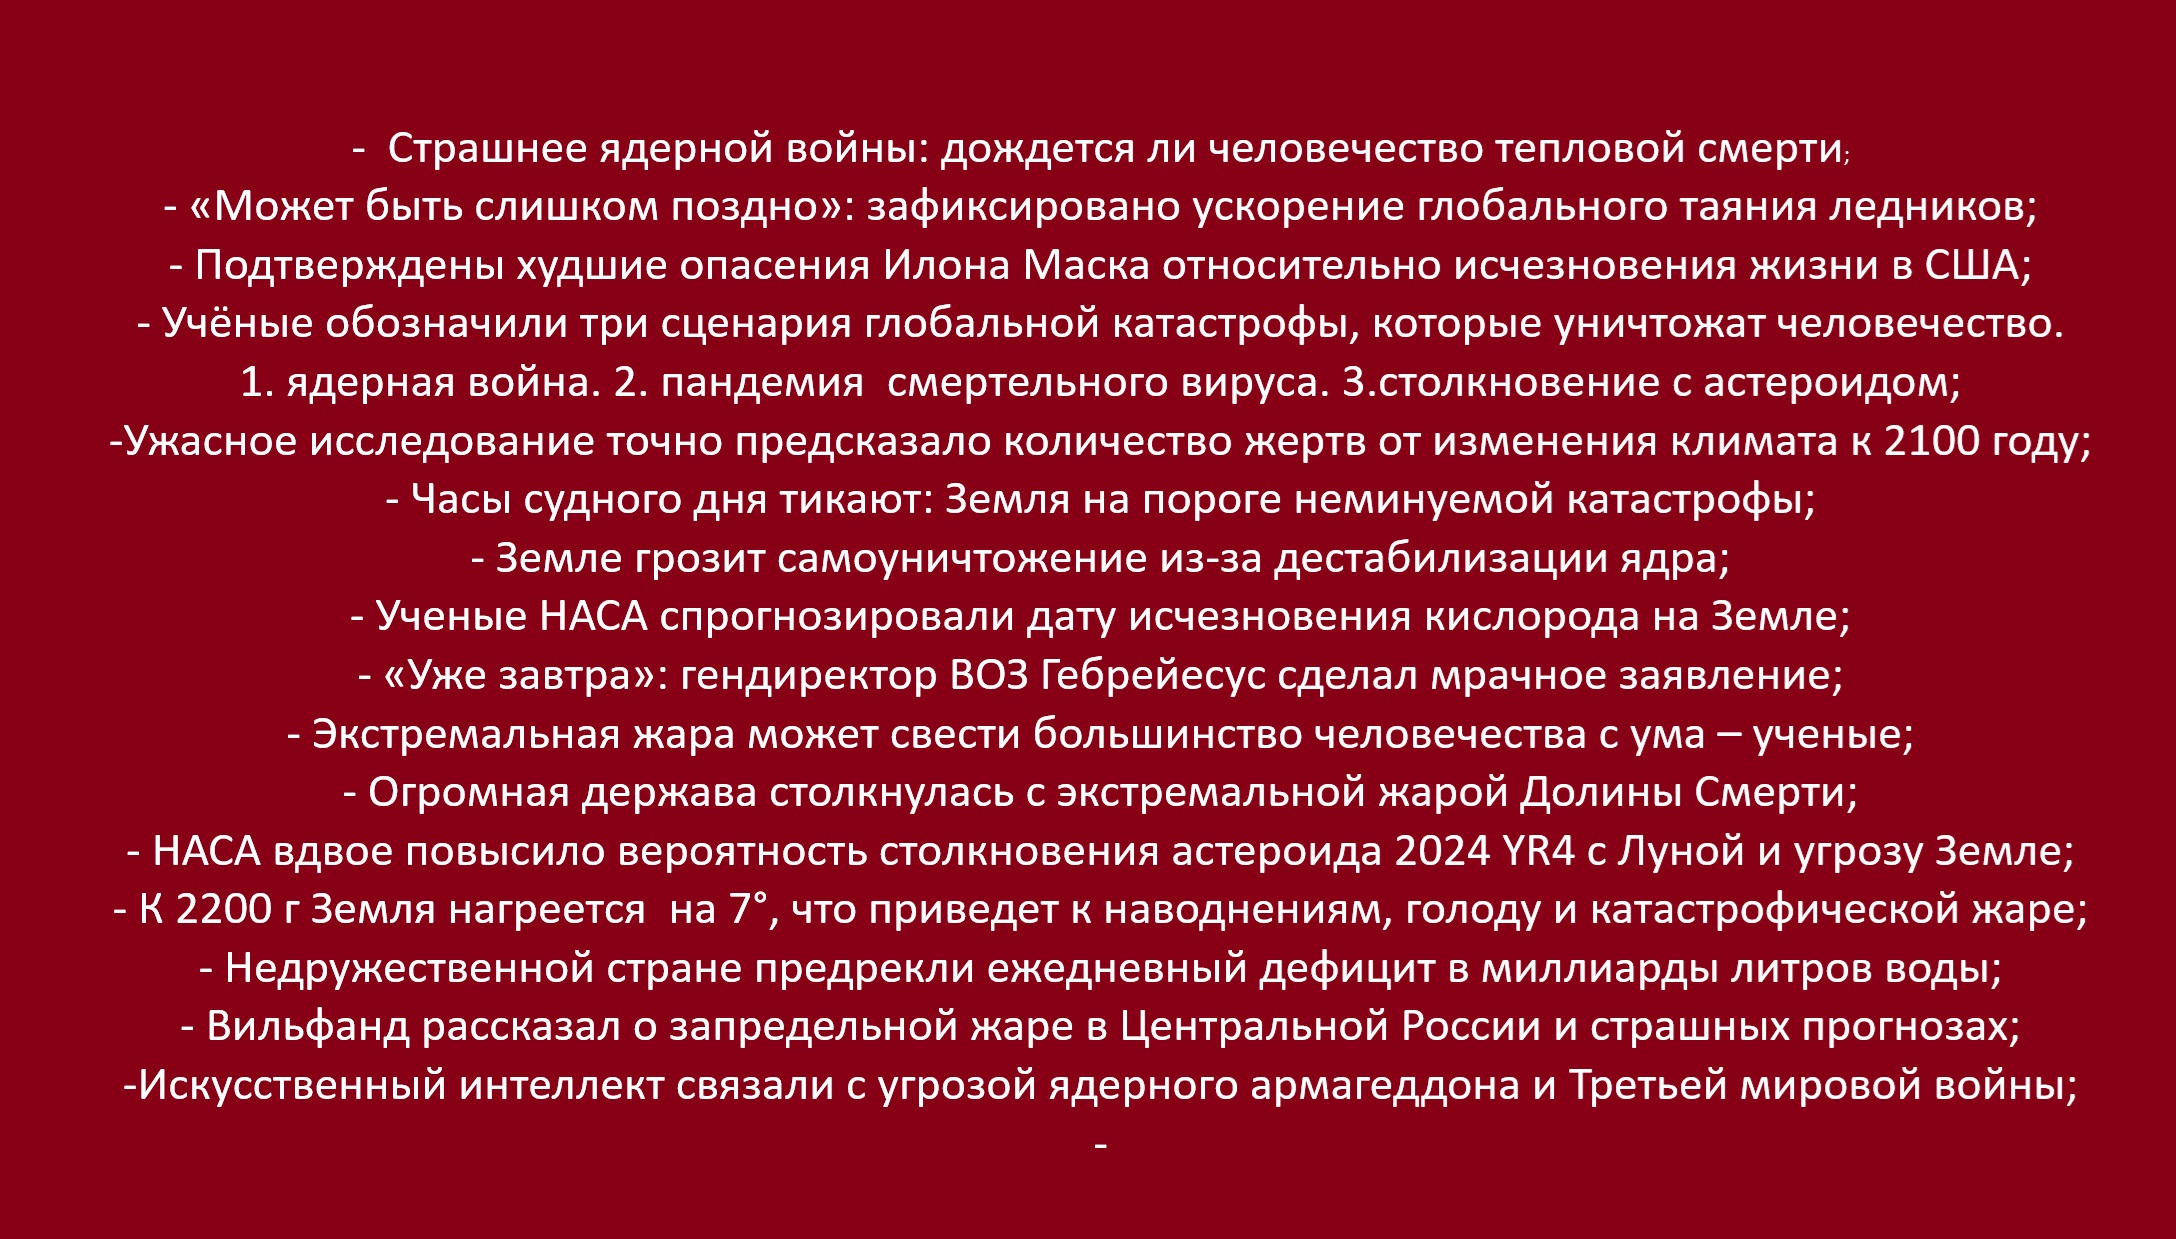 -  Страшнее ядерной войны: дождется ли человечество тепловой смерти;
- «Может быть слишком поздно»: зафиксировано ускорение глобального таяния ледников;
- Подтверждены худшие опасения Илона Маска относительно исчезновения жизни в США;
- Учёные обозначили три сценария глобальной катастрофы, которые уничтожат человечество.
1. ядерная война. 2. пандемия  смертельного вируса. 3.столкновение с астероидом;
-Ужасное исследование точно предсказало количество жертв от изменения климата к 2100 году;
- Часы судного дня тикают: Земля на пороге неминуемой катастрофы;
- Земле грозит самоуничтожение из-за дестабилизации ядра;
- Ученые НАСА спрогнозировали дату исчезновения кислорода на Земле;
- «Уже завтра»: гендиректор ВОЗ Гебрейесус сделал мрачное заявление;
- Экстремальная жара может свести большинство человечества с ума – ученые;
- Огромная держава столкнулась с экстремальной жарой Долины Смерти;
- НАСА вдвое повысило вероятность столкновения астероида 2024 YR4 с Луной и угрозу Земле;
- К 2200 г Земля нагреется  на 7°, что приведет к наводнениям, голоду и катастрофической жаре;
- Недружественной стране предрекли ежедневный дефицит в миллиарды литров воды;
- Вильфанд рассказал о запредельной жаре в Центральной России и страшных прогнозах;
-Искусственный интеллект связали с угрозой ядерного армагеддона и Третьей мировой войны;
-